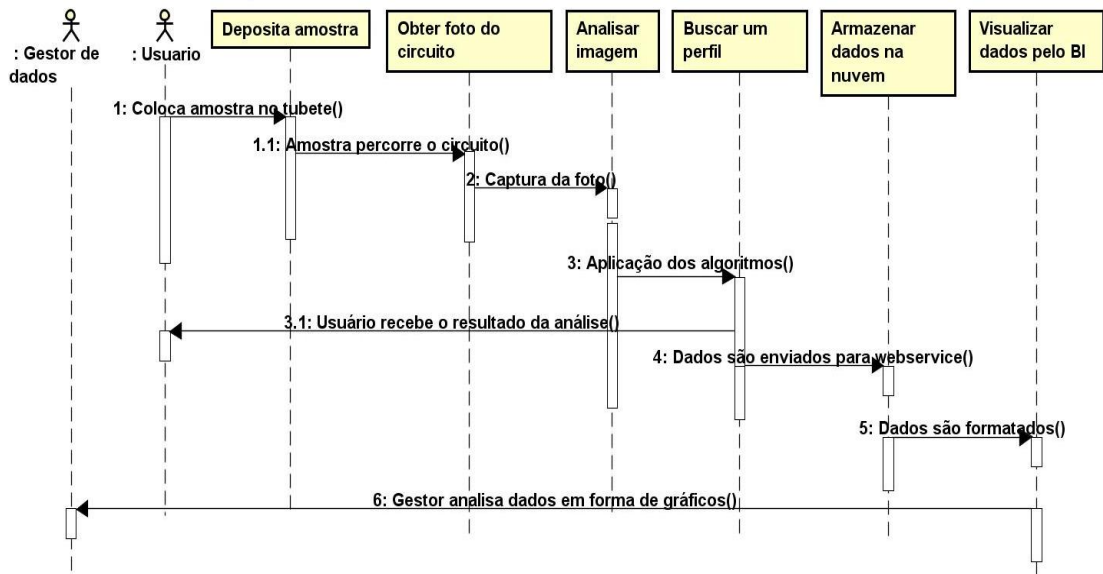 : Gestor de
dados
: Usuario
Deposita amostra
Obter foto do
circuito
Analisar
imagem
Buscar um
perfil
Armazenar
dados na
nuvem
Visualizar
dados pelo BI
1: Coloca amostra no tubete()
1.1: Amostra percorre o circuito()
2: Captura da foto()
3: Aplicação dos algoritmos()
3.1: Usuário recebe o resultado da análise()
4: Dados são enviados para webservice()
5: Dados são formatados()
6: Gestor analisa dados em forma de gráficos()